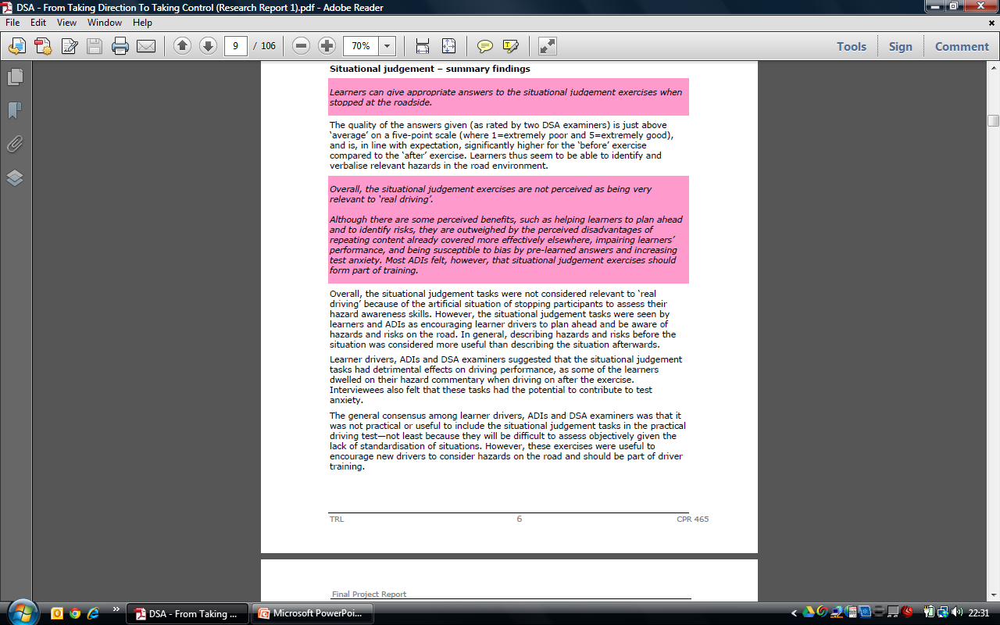 DSA - From Taking Direction To Taking Control (Research Report 1).pdf - Adobe Reader
File Edit View Window Help
9 / 106 70% Tools Sign Comment
Situational judgement – summary findings
Learners can give appropriate answers to the situational judgement exercises when
stopped at the roadside.
The quality of the answers given (as rated by two DSA examiners) is just above
‘average’ on a five-point scale (where 1=extremely poor and 5=extremely good),
and is, in line with expectation, significantly higher for the ‘before’ exercise
compared to the ‘after’ exercise. Learners thus seem to be able to identify and
verbalise relevant hazards in the road environment.
Overall, the situational judgement exercises are not perceived as being very
relevant to ‘real driving’.
Although there are some perceived benefits, such as helping learners to plan ahead
and to identify risks, they are outweighed by the perceived disadvantages of
repeating content already covered more effectively elsewhere, impairing learners’
performance, and being susceptible to bias by pre-learned answers and increasing
test anxiety. Most ADIs felt, however, that situational judgement exercises should
form part of training.
Overall, the situational judgement tasks were not considered relevant to ‘real
driving’ because of the artificial situation of stopping participants to assess their
hazard awareness skills. However, the situational judgement tasks were seen by
learners and ADIs as encouraging learner drivers to plan ahead and be aware of
hazards and risks on the road. In general, describing hazards and risks before the
situation was considered more useful than describing the situation afterwards.
Learner drivers, ADIs and DSA examiners suggested that the situational judgement
tasks had detrimental effects on driving performance, as some of the learners
dwelled on their hazard commentary when driving on after the exercise.
Interviewees also felt that these tasks had the potential to contribute to test
anxiety.
The general consensus among learner drivers, ADIs and DSA examiners was that it
was not practical or useful to include the situational judgement tasks in the practical
driving test—not least because they will be difficult to assess objectively given the
lack of standardisation of situations. However, these exercises were useful to
encourage new drivers to consider hazards on the road and should be part of driver
training.
TRL 6 CPR 465
Final Project Report
DSA - From Taking ... Microsoft PowerPoi... 22:31